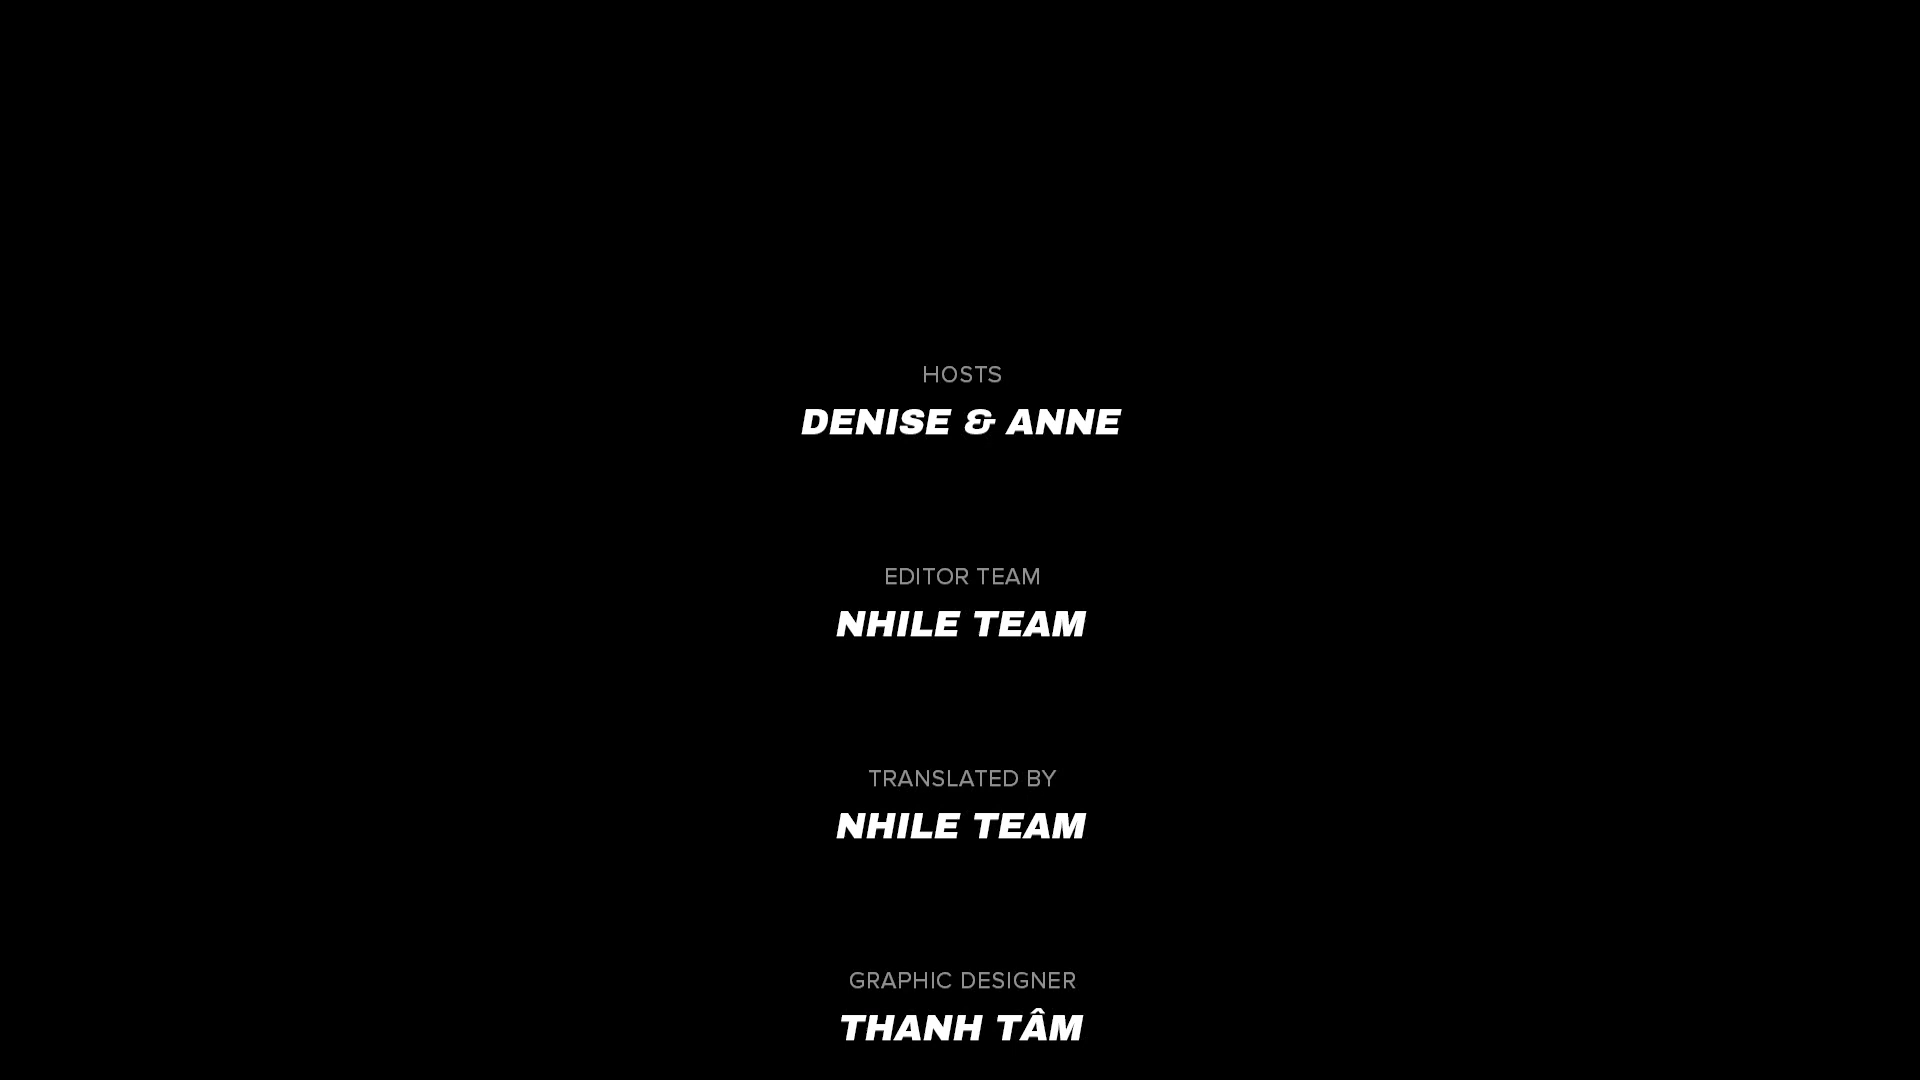 HOSTS
DENISE & ANNE
EDITOR TEAM
NHILE TEAM
TRANSLATED BY
NHILE TEAM
GRAPHIC DESIGNER
THANH TÂM